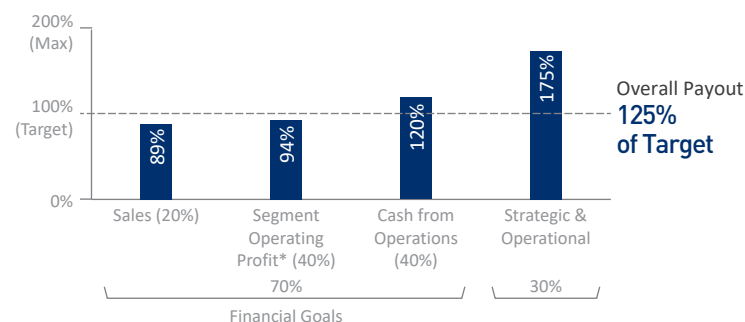 200%
(Max)
100%
(Target)
0%
89%
94%
120%
175%
Overall Payout
125%
of Target
Sales (20%)
Segment
Operating
Profit* (40%)
Cash from
Operations
(40%)
Strategic &
Operational
70%
30%
Financial Goals